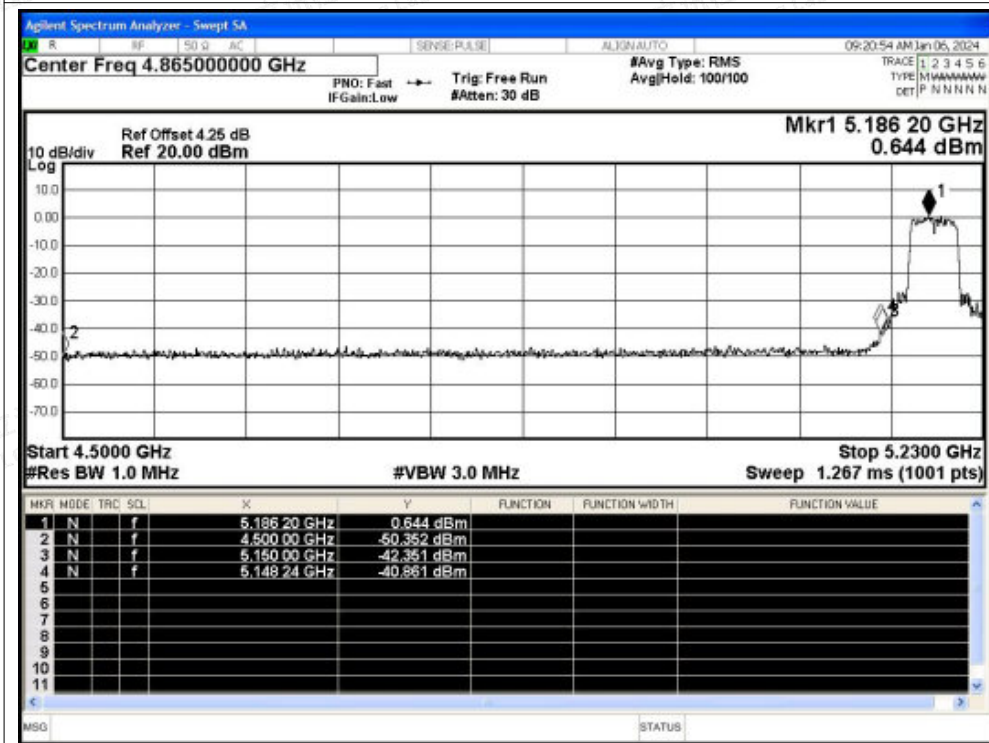 Agilent Spectrum Analyzer - Swept SA
LXI R RF 50 Ω AC SENSE:PULSE ALIGNAUTO 09:20:54 AM Jan 06, 2024
Center Freq 4.865000000 GHz #Avg Type: RMS TRACE 1 2 3 4 5 6
PNO: Fast Trig: Free Run Avg|Hold: 100/100 TYPE M
IFGain:Low #Atten: 30 dB DET P N N N N N
Mkr1 5.186 20 GHz
Ref Offset 4.25 dB
10 dB/div Ref 20.00 dBm 0.644 dBm
Log
10.0
1
0.00
-10.0
-20.0
-30.0
-40.0
2
-50.0
-60.0
-70.0
Start 4.5000 GHz Stop 5.2300 GHz
#Res BW 1.0 MHz #VBW 3.0 MHz Sweep 1.267 ms (1001 pts)
MKR MODE TRC SCL X Y FUNCTION FUNCTION WIDTH FUNCTION VALUE
1 N f 5.186 20 GHz 0.644 dBm
2 N f 4.500 00 GHz -50.352 dBm
3 N f 5.150 00 GHz -42.351 dBm
4 N f 5.148 24 GHz -40.861 dBm
5
6
7
8
9
10
11
MSG STATUS